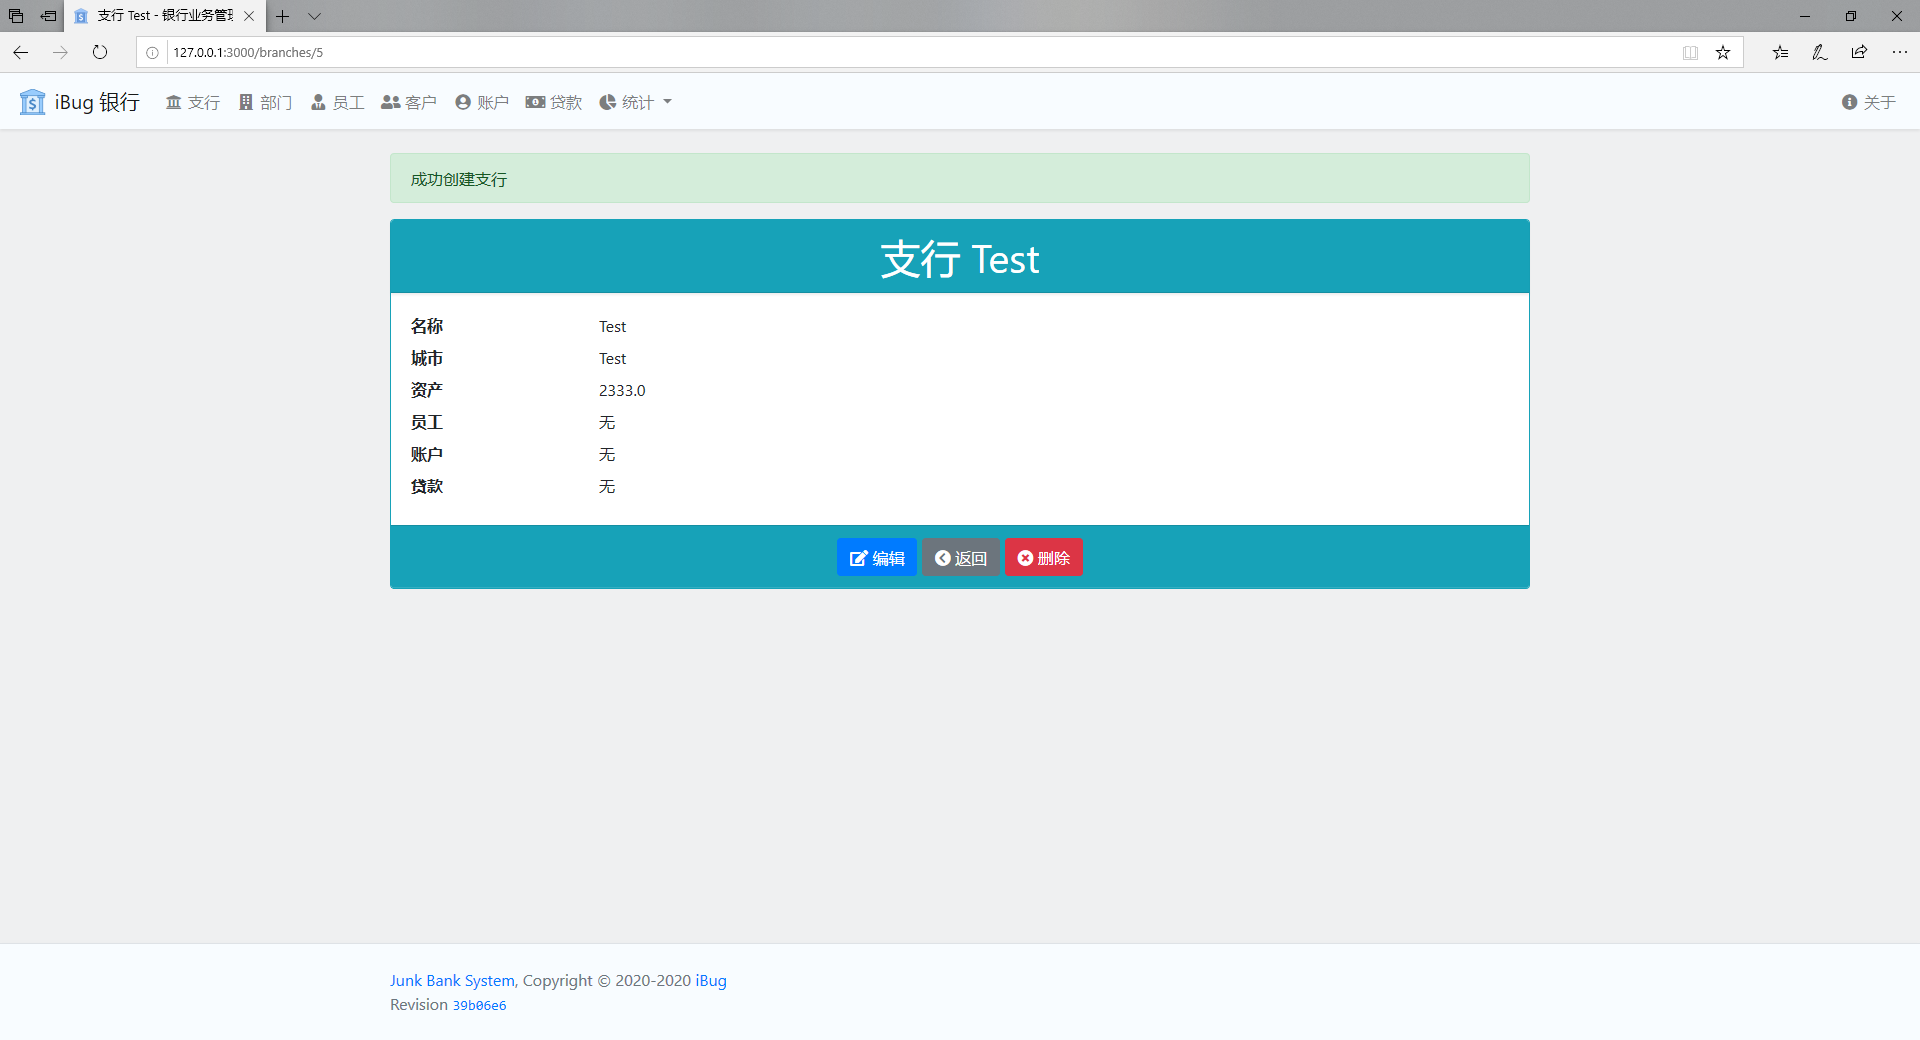 支行 Test - 银行业务管理
127.0.0.1:3000/branches/5
iBug 银行 支行 部门 员工 客户 账户 贷款 统计 关于
成功创建支行
支行 Test
名称 Test
城市 Test
资产 2333.0
员工 无
账户 无
贷款 无
编辑 返回 删除
Junk Bank System, Copyright © 2020-2020 iBug
Revision 39b06e6